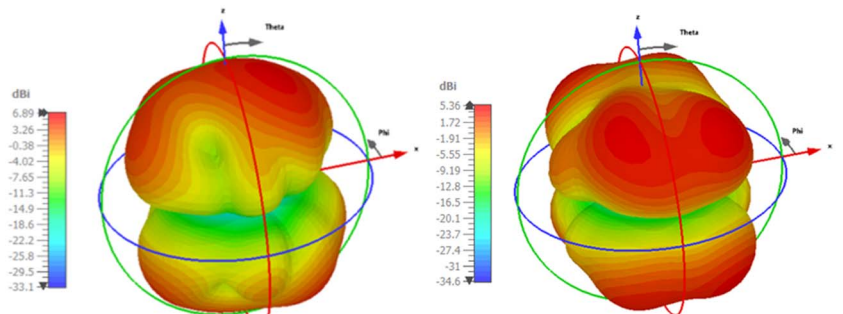 z
Theta
dBi
6.89
3.26
-0.38
-4.02
-7.65
-11.3
-14.9
-18.6
-22.2
-25.8
-29.5
-33.1
Phi
x
z
Theta
dBi
5.36
1.72
-1.91
-5.55
-9.19
-12.8
-16.5
-20.1
-23.7
-27.4
-31
-34.6
Phi
x